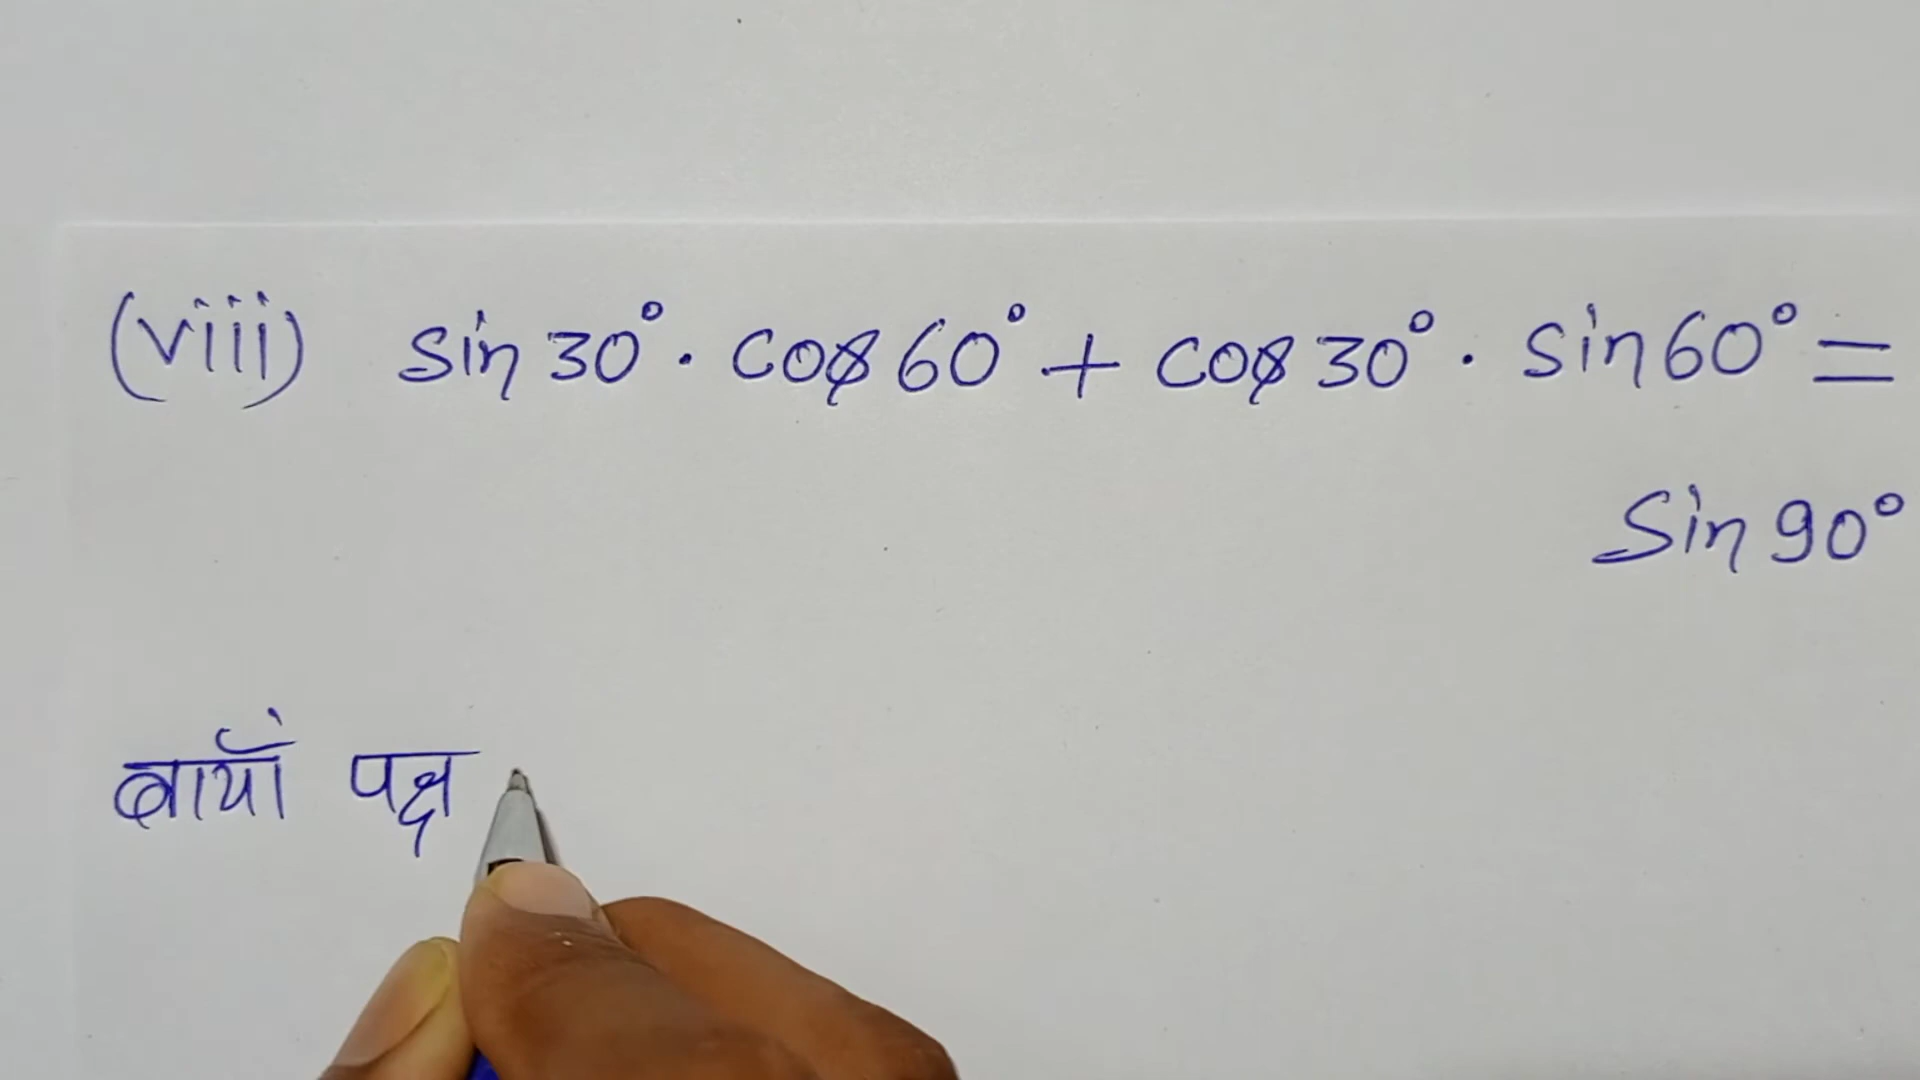 (viii) sin 30° · cos 60° + cos 30° · sin 60° =
sin 90°
बायाँ पक्ष